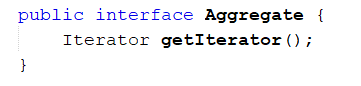 public interface Aggregate {
    Iterator getIterator();
}